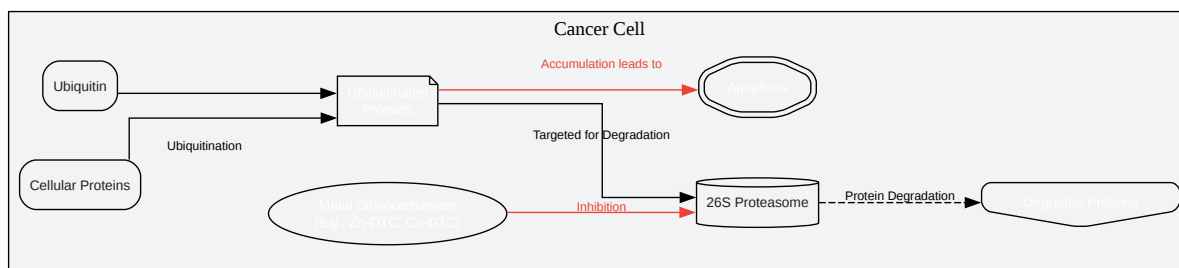 Cancer Cell
Accumulation leads to
Ubiquitin
Ubiquitinated
Proteins
Apoptosis
Targeted for Degradation
Ubiquitination
Cellular Proteins
Metal Dithiocarbamate
(e.g., Zn-DTC, Cu-DTC)
Inhibition
26S Proteasome
Protein Degradation
Degraded Proteins